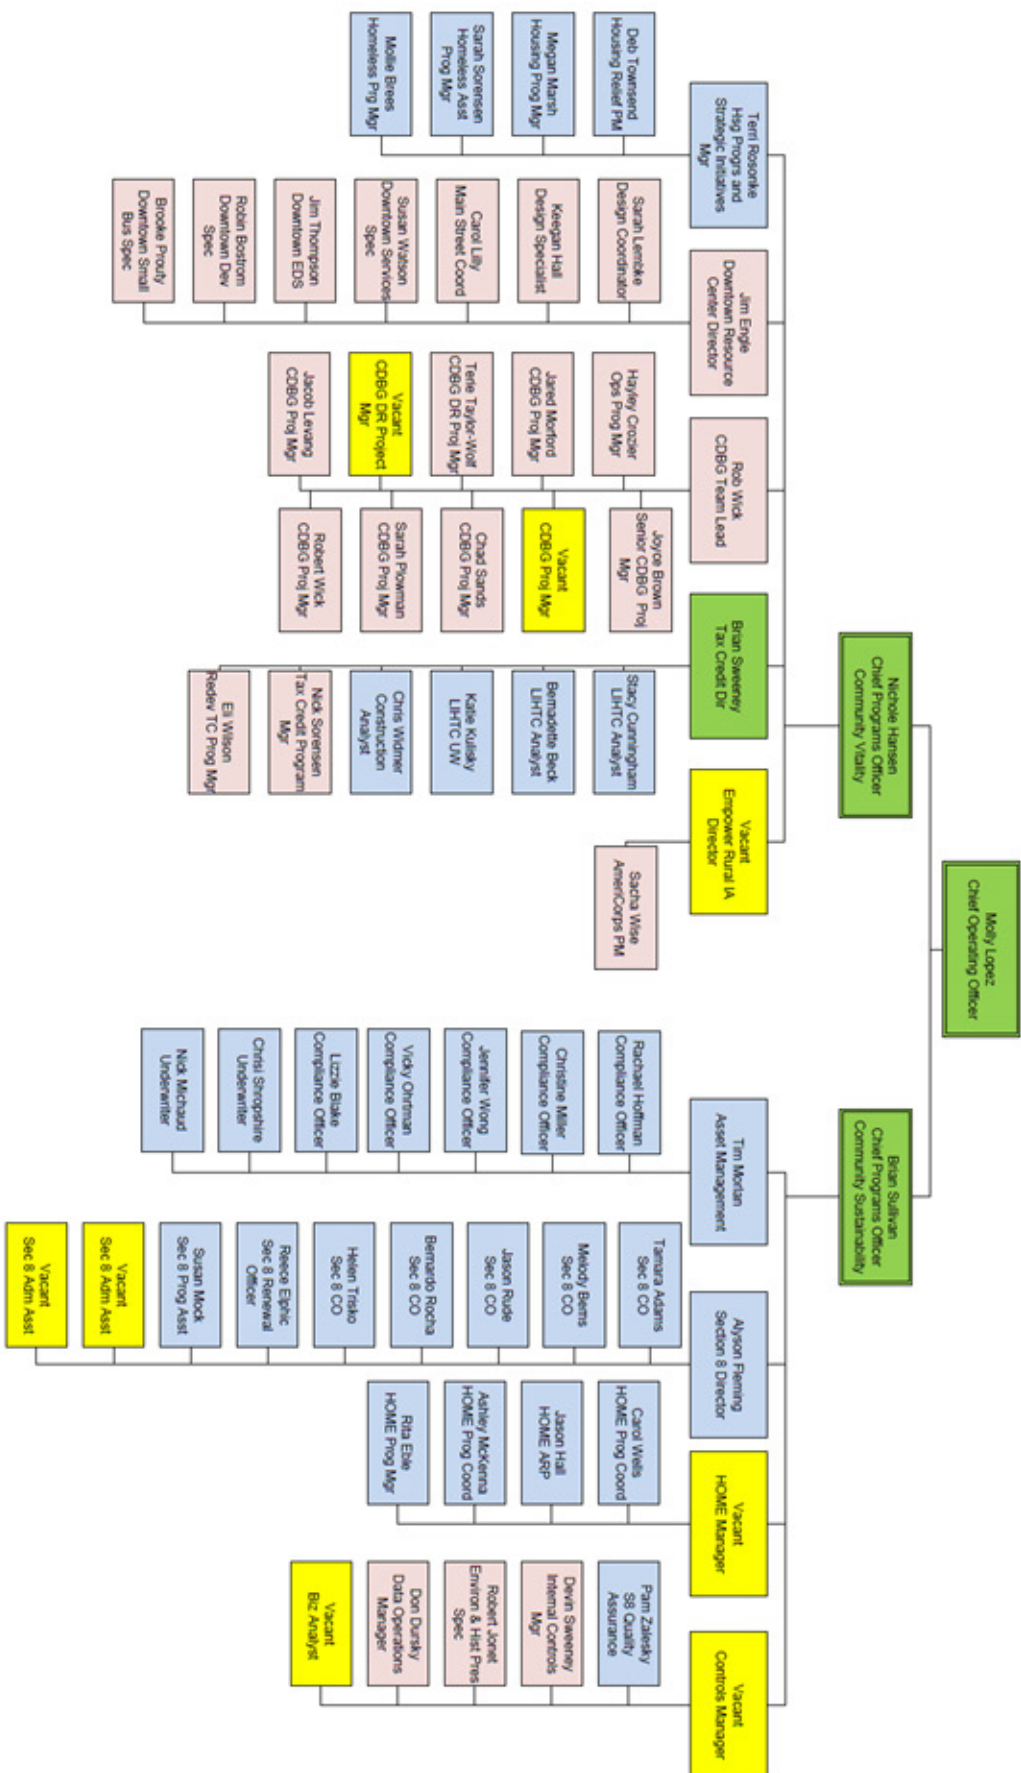 Molly Lopez
Chief Operating Officer
Nichole Hansen
Chief Programs Officer
Community Vitality
Brian Sullivan
Chief Programs Officer
Community Sustainability
Terri Rosonke
Hsg Progrs and
Strategic Initiatives
Mgr
Jim Engle
Downtown Resource
Center Director
Rob Wick
CDBG Team Lead
Brian Sweeney
Tax Credit Dir
Vacant
Empower Rural IA
Director
Tim Morlan
Asset Management
Alyson Fleming
Section 8 Director
Vacant
HOME Manager
Vacant
Controls Manager
Deb Townsend
Housing Relief PM
Megan Marsh
Housing Prog Mgr
Sarah Sorensen
Homeless Asst
Prog Mgr
Mollie Brees
Homeless Prg Mgr
Sarah Lembke
Design Coordinator
Keegan Hall
Design Specialist
Carol Lilly
Main Street Coord
Susan Watson
Downtown Services
Spec
Jim Thompson
Downtown EDS
Robin Bostrom
Downtown Dev
Spec
Brooke Prouty
Downtown Small
Bus Spec
Hayley Crozier
Ops Prog Mgr
Jared Morford
CDBG Proj Mgr
Terie Taylor-Wolf
CDBG DR Proj Mgr
Vacant
CDBG DR Project
Mgr
Jacob Levang
CDBG Proj Mgr
Joyce Brown
Senior CDBG Proj
Mgr
Vacant
CDBG Proj Mgr
Chad Sands
CDBG Proj Mgr
Sarah Plowman
CDBG Proj Mgr
Robert Wick
CDBG Proj Mgr
Stacy Cunningham
LIHTC Analyst
Bernadette Beck
LIHTC Analyst
Katie Kulisky
LIHTC UW
Chris Widmer
Construction
Analyst
Nick Sorensen
Tax Credit Program
Mgr
Eli Wilson
Redev TC Prog Mgr
Sacha Wise
AmeriCorps PM
Rachael Hoffman
Compliance Officer
Christine Miller
Compliance Officer
Jennifer Wong
Compliance Officer
Vicky Ohrtman
Compliance Officer
Lizzie Blake
Compliance Officer
Chrisi Shropshire
Underwriter
Nick Michaud
Underwriter
Tamara Adams
Sec 8 CO
Melody Berns
Sec 8 CO
Jason Rude
Sec 8 CO
Bernardo Rocha
Sec 8 CO
Helen Trisko
Sec 8 CO
Reece Elphic
Sec 8 Renewal
Officer
Susan Mock
Sec 8 Prog Asst
Vacant
Sec 8 Adm Asst
Vacant
Sec 8 Adm Asst
Carol Wells
HOME Prog Coord
Jason Hall
HOME ARP
Ashley McKenna
HOME Prog Coord
Rita Eble
HOME Prog Mgr
Pam Zalesky
S8 Quality
Assurance
Devin Sweeney
Internal Controls
Mgr
Robert Jonet
Environ & Hist Pres
Spec
Don Dursky
Data Operations
Manager
Vacant
Biz Analyst